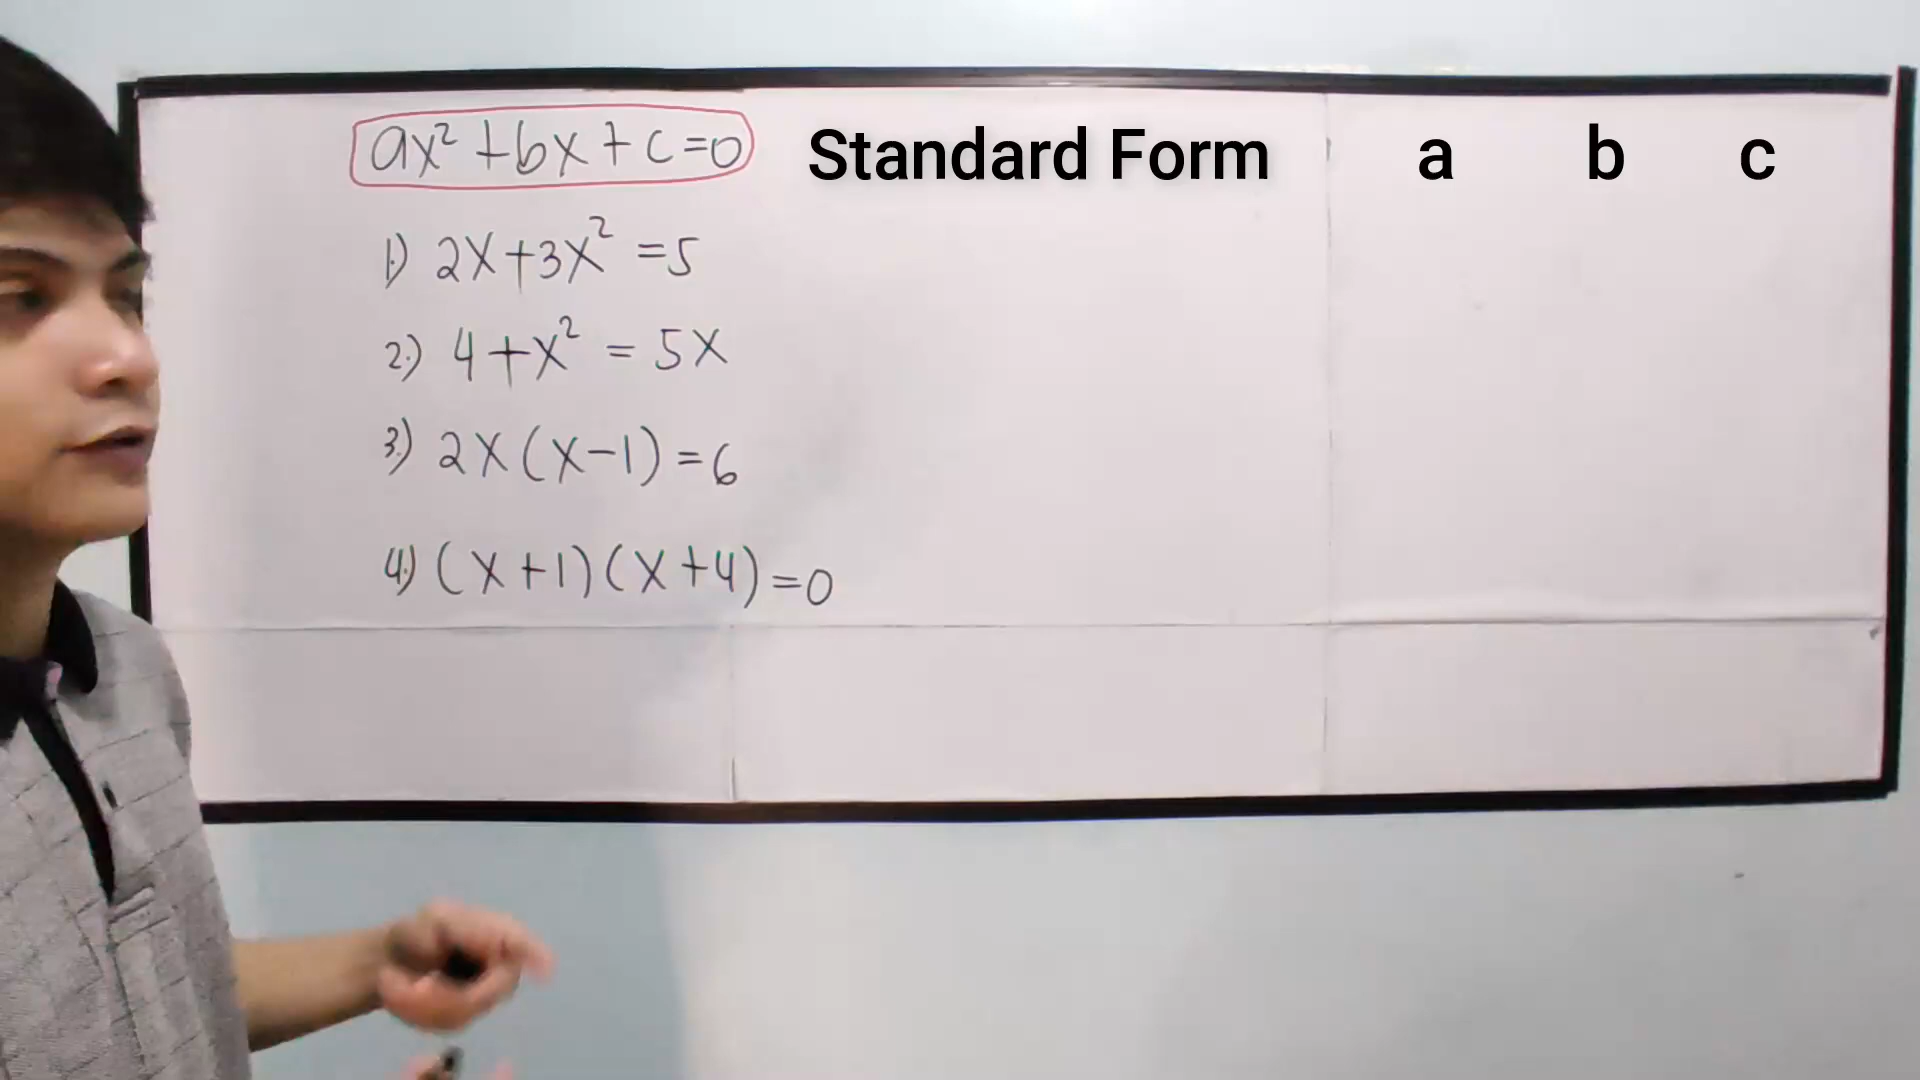 ax² + bx + c = 0 Standard Form a b c
1.) 2x + 3x² = 5
2.) 4 + x² = 5x
3.) 2x(x - 1) = 6
4.) (x + 1)(x + 4) = 0